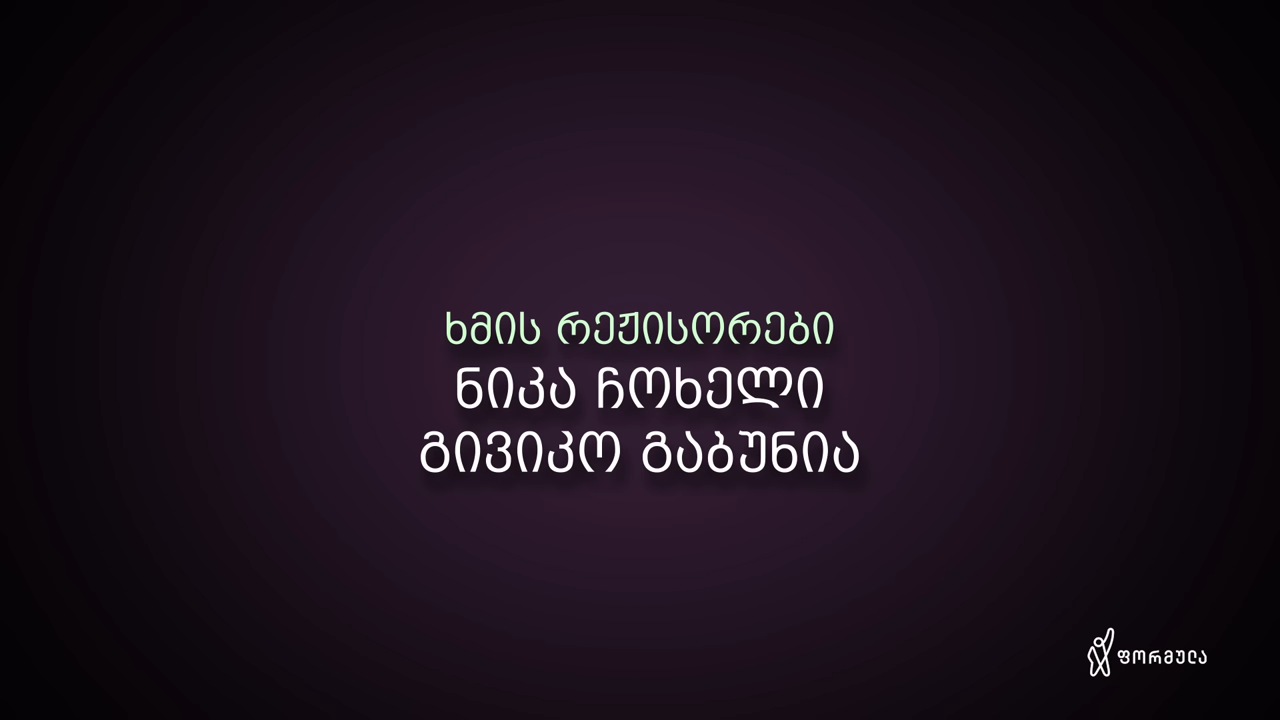 ხმის რეჟისორები
ნიკა ჩოხელი
გივიკო გაბუნია
ფორმულა